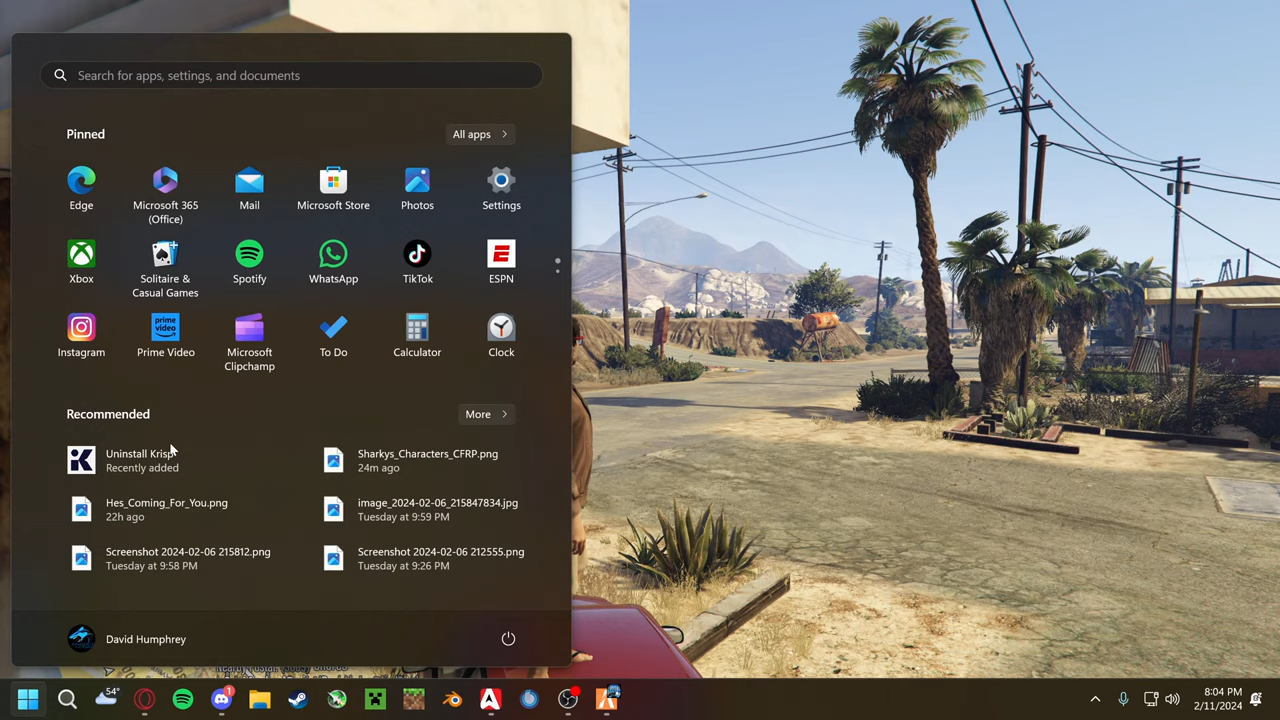 Search for apps, settings, and documents
Pinned
All apps
Edge
Microsoft 365
(Office)
Mail
Microsoft Store
Photos
Settings
Xbox
Solitaire &
Casual Games
Spotify
WhatsApp
TikTok
ESPN
Instagram
prime
video
Prime Video
Microsoft
Clipchamp
To Do
Calculator
Clock
Recommended
More
Uninstall Krisp
Recently added
Sharkys_Characters_CFRP.png
24m ago
Hes_Coming_For_You.png
22h ago
image_2024-02-06_215847834.jpg
Tuesday at 9:59 PM
Screenshot 2024-02-06 215812.png
Tuesday at 9:58 PM
Screenshot 2024-02-06 212555.png
Tuesday at 9:26 PM
David Humphrey
54°
1
8:04 PM
2/11/2024